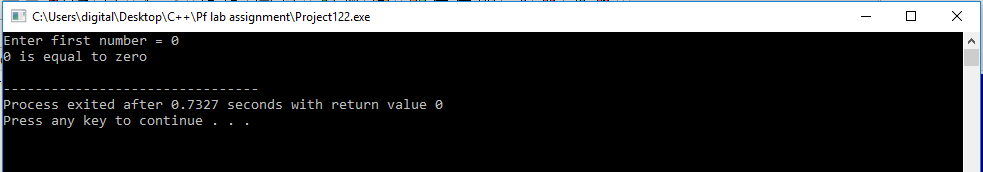 C:\Users\digital\Desktop\C++\Pf lab assignment\Project122.exe
Enter first number = 0
0 is equal to zero
--------------------------------
Process exited after 0.7327 seconds with return value 0
Press any key to continue . . .